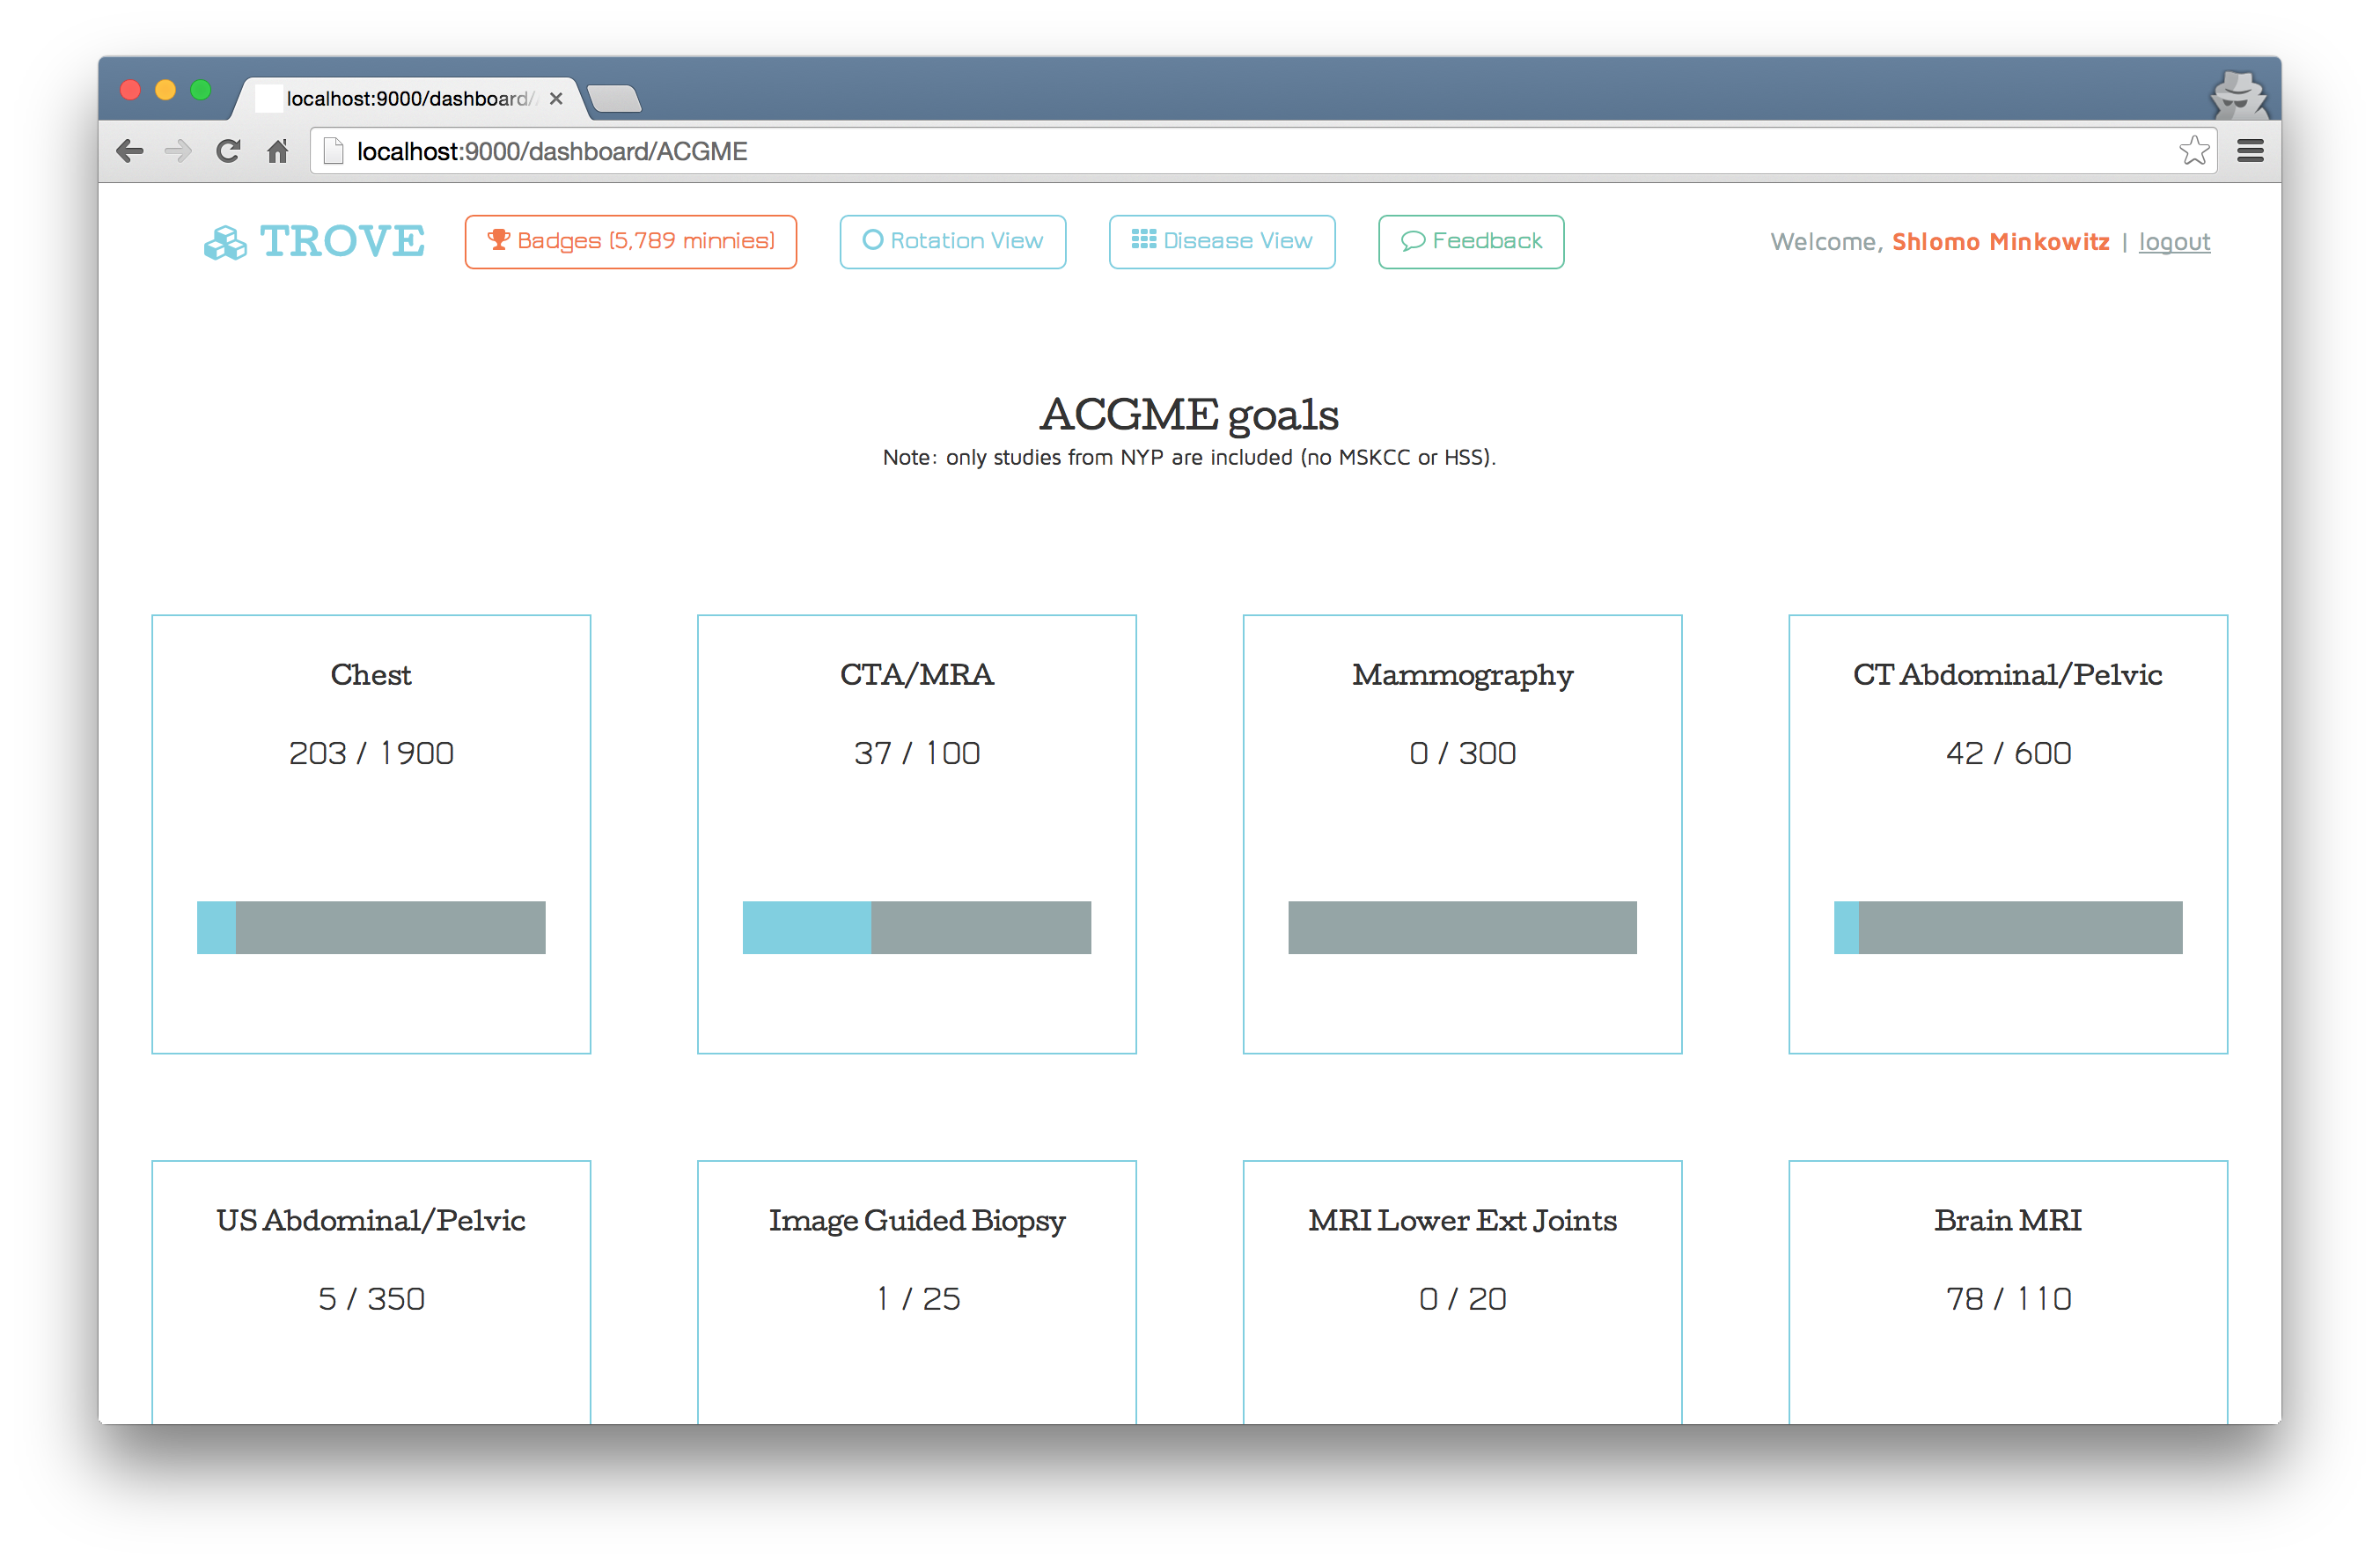 localhost:9000/dashboard/
localhost:9000/dashboard/ACGME
TROVE
Badges (5,789 minnies)
Rotation View
Disease View
Feedback
Welcome, Shlomo Minkowitz | logout
ACGME goals
Note: only studies from NYP are included (no MSKCC or HSS).
Chest
203 / 1900
CTA/MRA
37 / 100
Mammography
0 / 300
CT Abdominal/Pelvic
42 / 600
US Abdominal/Pelvic
5 / 350
Image Guided Biopsy
1 / 25
MRI Lower Ext Joints
0 / 20
Brain MRI
78 / 110